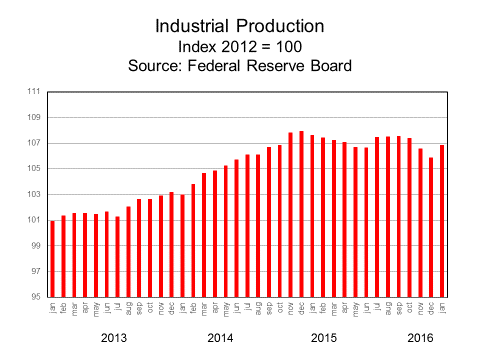 Industrial Production
Index 2012 = 100
Source: Federal Reserve Board
111
109
107
105
103
101
99
97
95
jan feb mar apr may jun jul aug sep oct nov dec jan feb mar apr may jun jul aug sep oct nov dec jan feb mar apr may jun jul aug sep oct nov dec jan
2013 2014 2015 2016